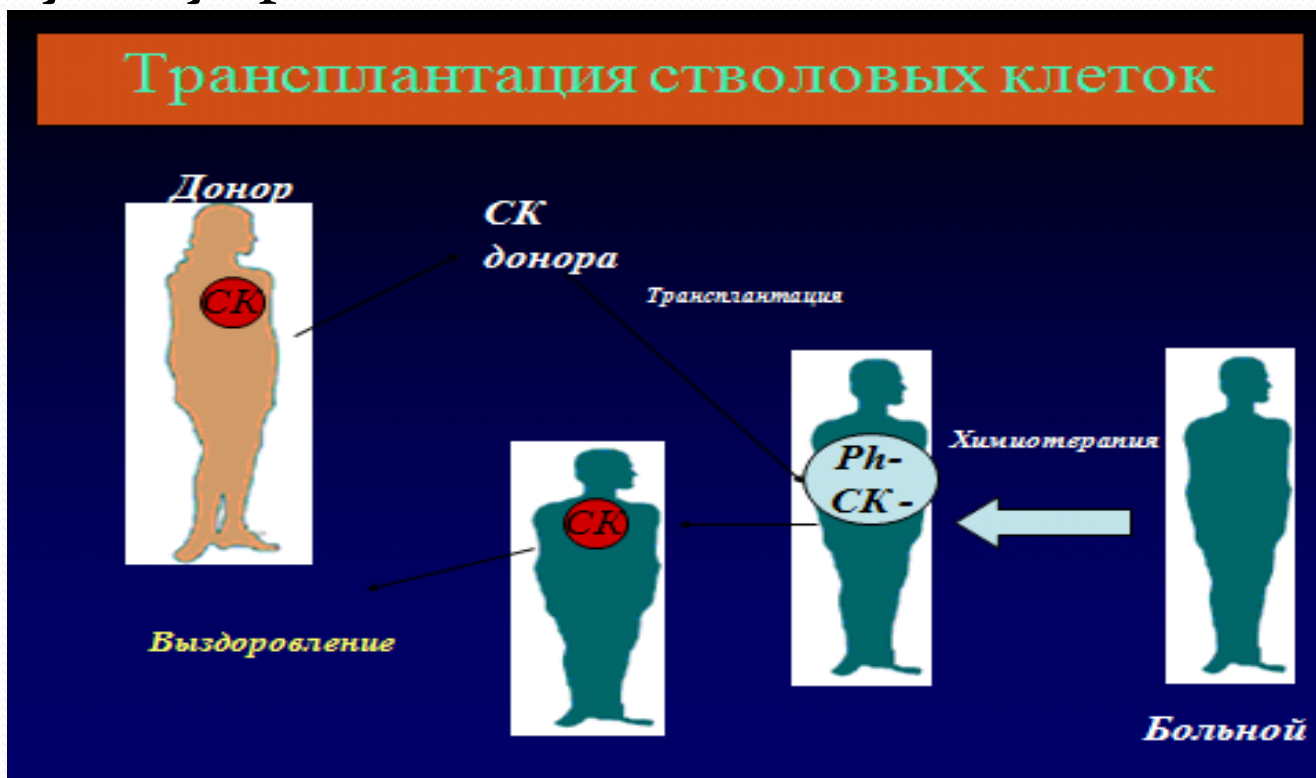 Трансплантация стволовых клеток
Донор
СК
донора
СК
Трансплантация
Ph-
СК -
Химиотерапия
СК
Выздоровление
Больной